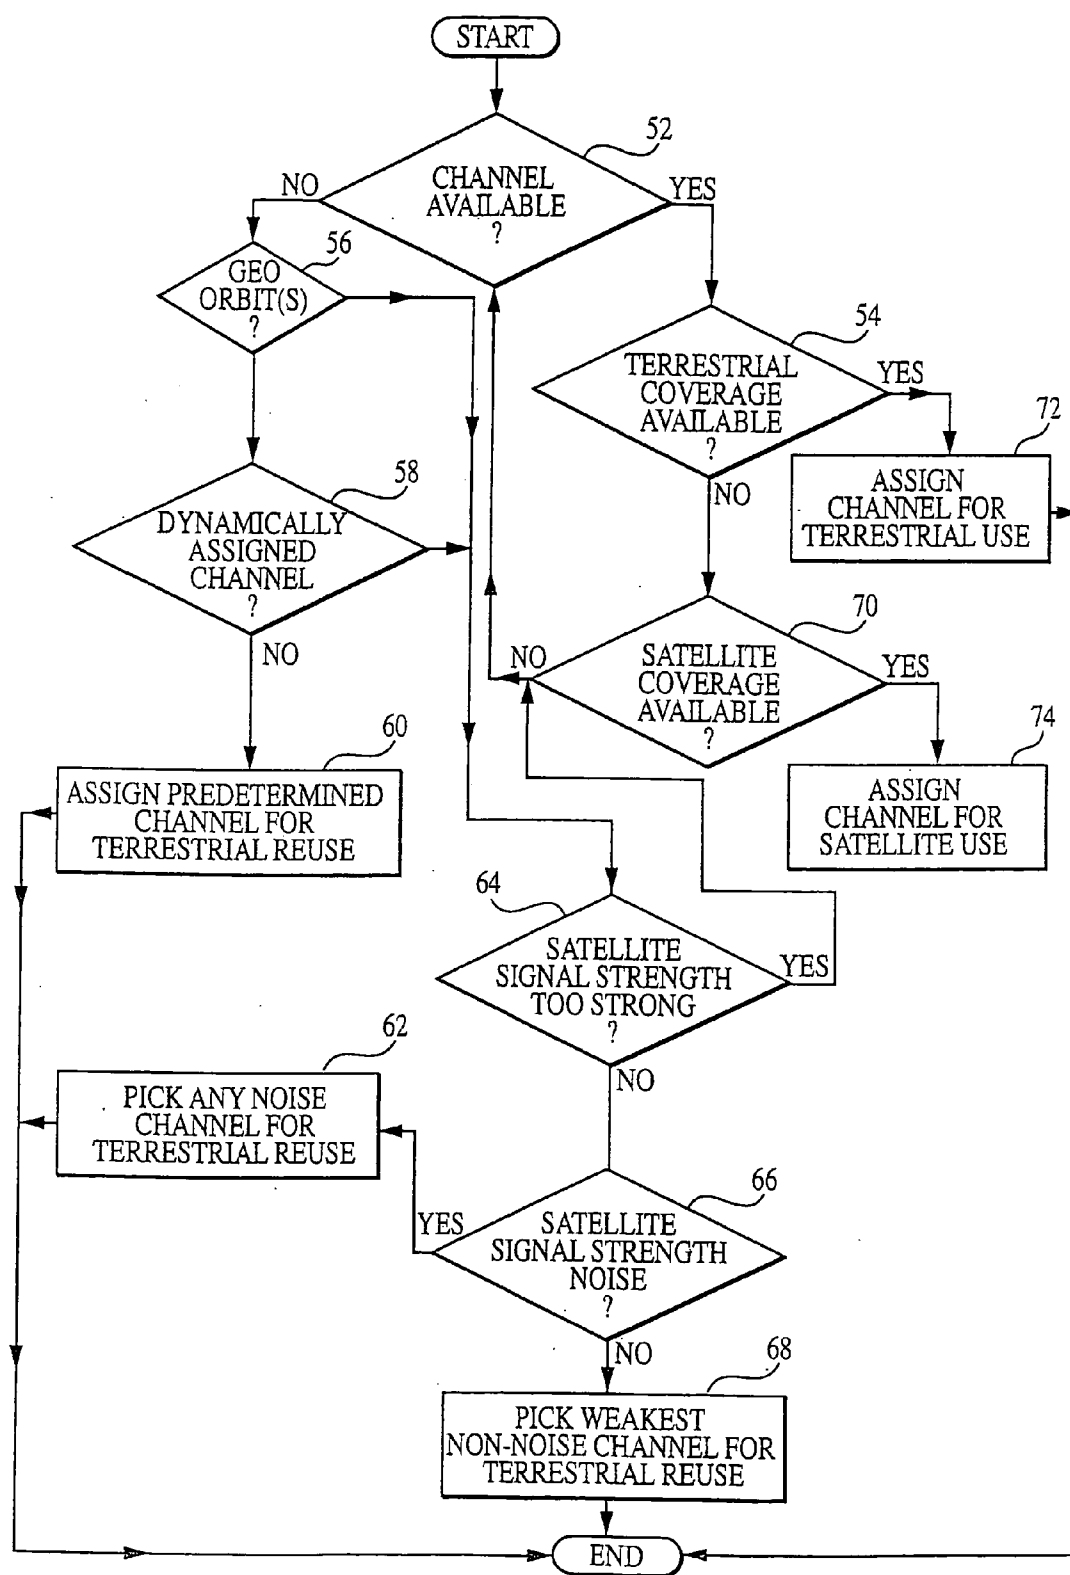 START
52
CHANNEL
AVAILABLE
?
NO
YES
56
GEO
ORBIT(S)
?
54
TERRESTRIAL
COVERAGE
AVAILABLE
?
YES
NO
72
ASSIGN
CHANNEL FOR
TERRESTRIAL USE
58
DYNAMICALLY
ASSIGNED
CHANNEL
?
NO
70
SATELLITE
COVERAGE
AVAILABLE
?
NO
YES
60
ASSIGN PREDETERMINED
CHANNEL FOR
TERRESTRIAL REUSE
74
ASSIGN
CHANNEL FOR
SATELLITE USE
64
SATELLITE
SIGNAL STRENGTH
TOO STRONG
?
YES
NO
62
PICK ANY NOISE
CHANNEL FOR
TERRESTRIAL REUSE
66
SATELLITE
SIGNAL STRENGTH
NOISE
?
YES
NO
68
PICK WEAKEST
NON-NOISE CHANNEL FOR
TERRESTRIAL REUSE
END